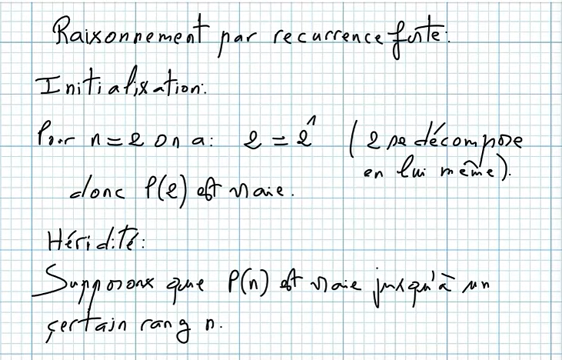 Raisonnement par recurrence forte:
Initialisation:
Pour n=2 on a: 2 = 2¹ (2 se décompose
en lui même).
donc P(2) est vraie.
Héridité:
Supposons que P(n) est vraie jusqu'à un
certain rang n.